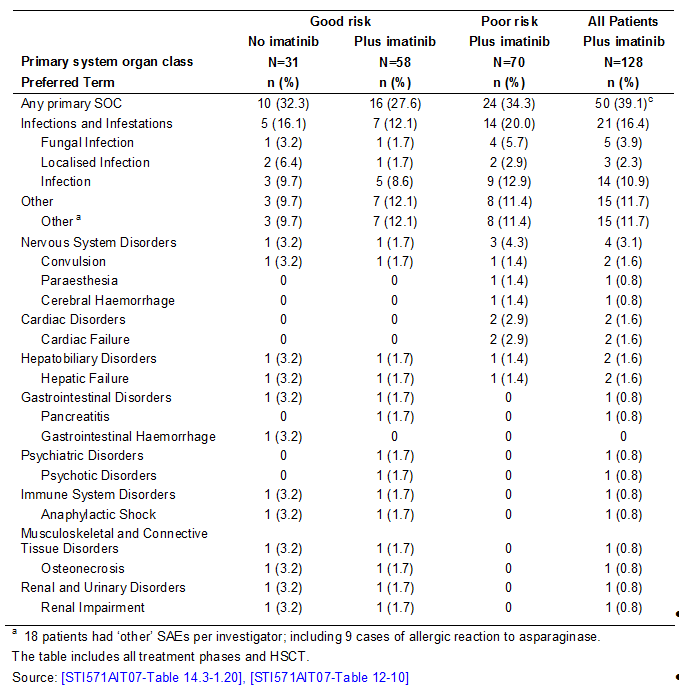 Good risk Poor risk All Patients
No imatinib Plus imatinib Plus imatinib Plus imatinib
Primary system organ class N=31 N=58 N=70 N=128
Preferred Term n (%) n (%) n (%) n (%)
Any primary SOC 10 (32.3) 16 (27.6) 24 (34.3) 50 (39.1)c
Infections and Infestations 5 (16.1) 7 (12.1) 14 (20.0) 21 (16.4)
Fungal Infection 1 (3.2) 1 (1.7) 4 (5.7) 5 (3.9)
Localised Infection 2 (6.4) 1 (1.7) 2 (2.9) 3 (2.3)
Infection 3 (9.7) 5 (8.6) 9 (12.9) 14 (10.9)
Other 3 (9.7) 7 (12.1) 8 (11.4) 15 (11.7)
Other a 3 (9.7) 7 (12.1) 8 (11.4) 15 (11.7)
Nervous System Disorders 1 (3.2) 1 (1.7) 3 (4.3) 4 (3.1)
Convulsion 1 (3.2) 1 (1.7) 1 (1.4) 2 (1.6)
Paraesthesia 0 0 1 (1.4) 1 (0.8)
Cerebral Haemorrhage 0 0 1 (1.4) 1 (0.8)
Cardiac Disorders 0 0 2 (2.9) 2 (1.6)
Cardiac Failure 0 0 2 (2.9) 2 (1.6)
Hepatobiliary Disorders 1 (3.2) 1 (1.7) 1 (1.4) 2 (1.6)
Hepatic Failure 1 (3.2) 1 (1.7) 1 (1.4) 2 (1.6)
Gastrointestinal Disorders 1 (3.2) 1 (1.7) 0 1 (0.8)
Pancreatitis 0 1 (1.7) 0 1 (0.8)
Gastrointestinal Haemorrhage 1 (3.2) 0 0 0
Psychiatric Disorders 0 1 (1.7) 0 1 (0.8)
Psychotic Disorders 0 1 (1.7) 0 1 (0.8)
Immune System Disorders 1 (3.2) 1 (1.7) 0 1 (0.8)
Anaphylactic Shock 1 (3.2) 1 (1.7) 0 1 (0.8)
Musculoskeletal and Connective
Tissue Disorders 1 (3.2) 1 (1.7) 0 1 (0.8)
Osteonecrosis 1 (3.2) 1 (1.7) 0 1 (0.8)
Renal and Urinary Disorders 1 (3.2) 1 (1.7) 0 1 (0.8)
Renal Impairment 1 (3.2) 1 (1.7) 0 1 (0.8)
a 18 patients had ‘other’ SAEs per investigator; including 9 cases of allergic reaction to asparaginase.
The table includes all treatment phases and HSCT.
Source: [STI571AIT07-Table 14.3-1.20], [STI571AIT07-Table 12-10]